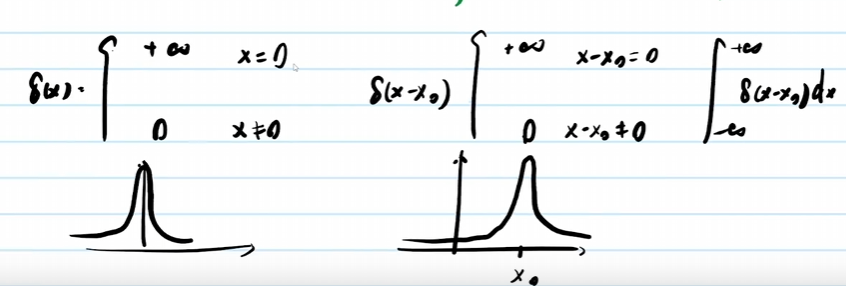 δ(x) = { +∞ x=0
0 x≠0
δ(x-x₀) { +∞ x-x₀=0
0 x-x₀≠0
∫_{-∞}^{+∞} δ(x-x₀)dx
x₀